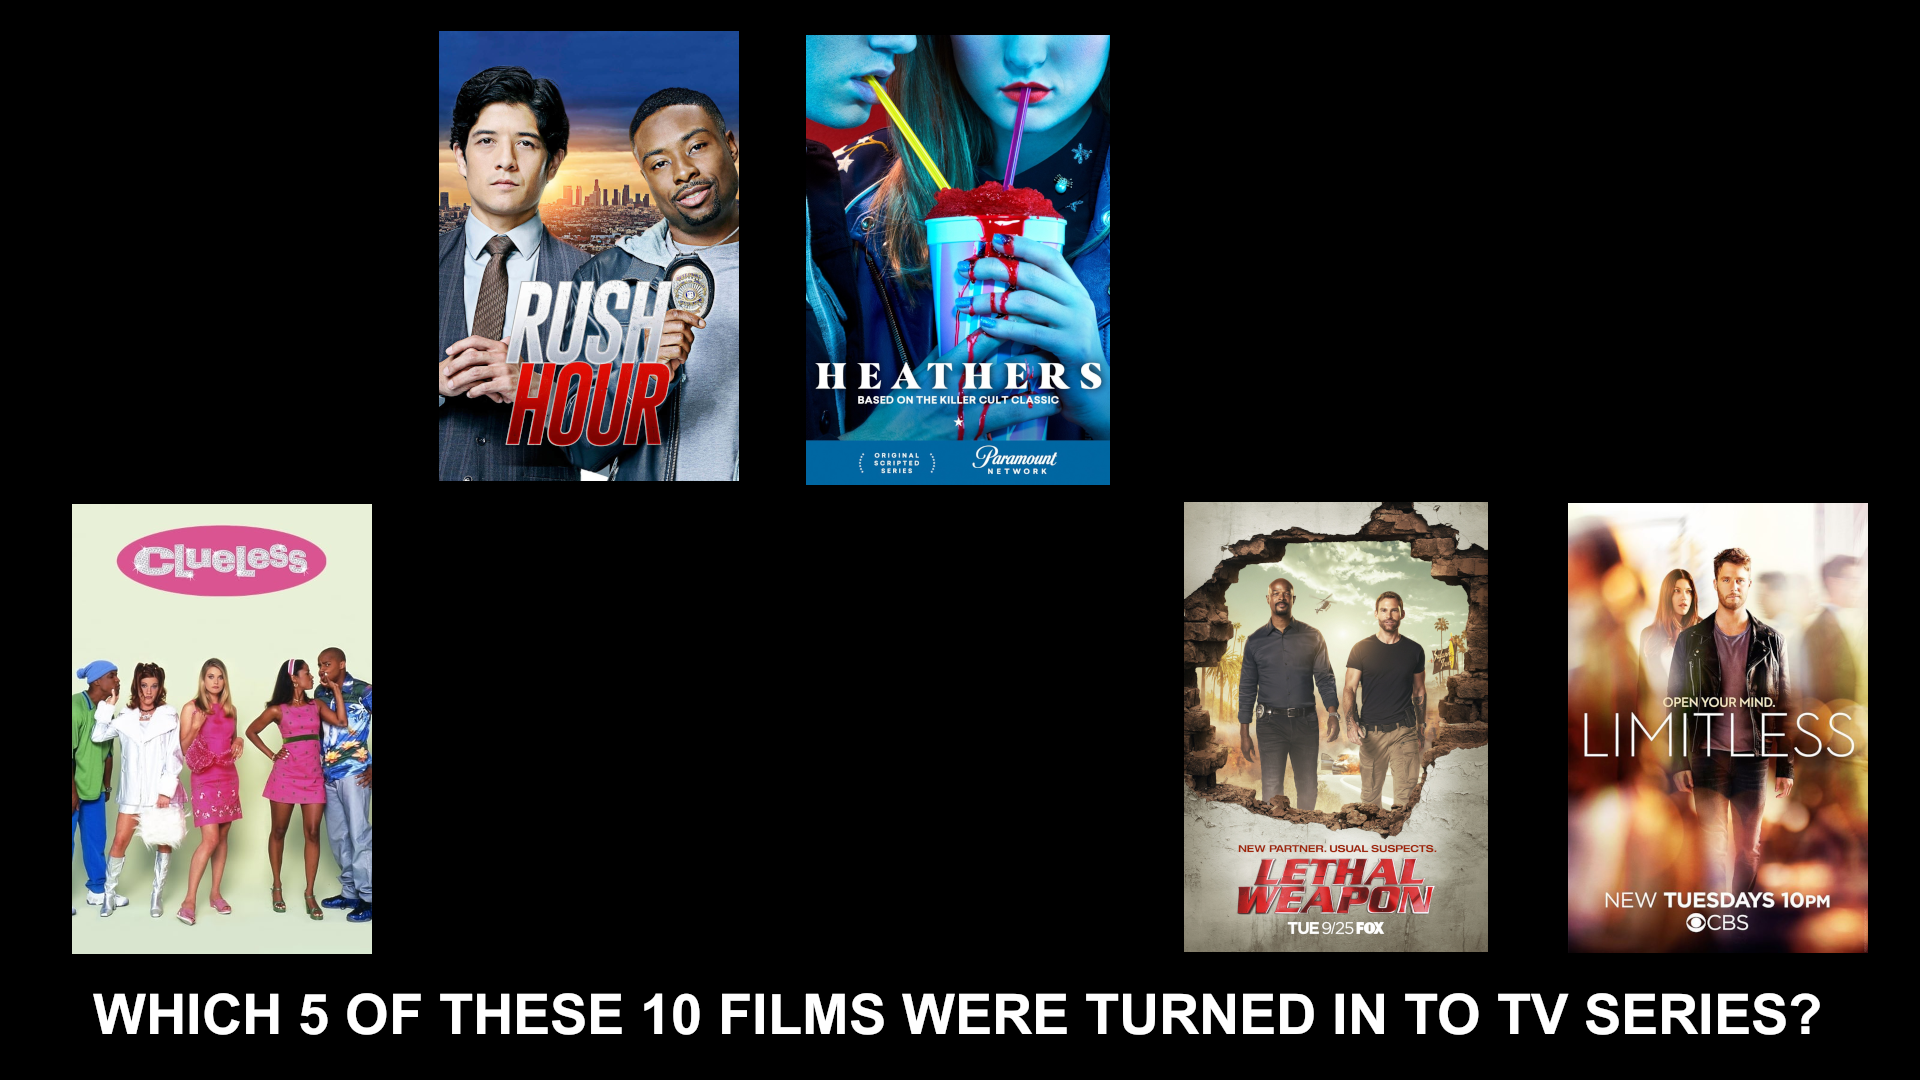 RUSH
HOUR
HEATHERS
BASED ON THE KILLER CULT CLASSIC
ORIGINAL
SCRIPTED
SERIES
Paramount
NETWORK
CLUELESS
NEW PARTNER. USUAL SUSPECTS.
LETHAL
WEAPON
TUE 9/25 FOX
OPEN YOUR MIND.
LIMITLESS
NEW TUESDAYS 10PM
CBS
WHICH 5 OF THESE 10 FILMS WERE TURNED IN TO TV SERIES?